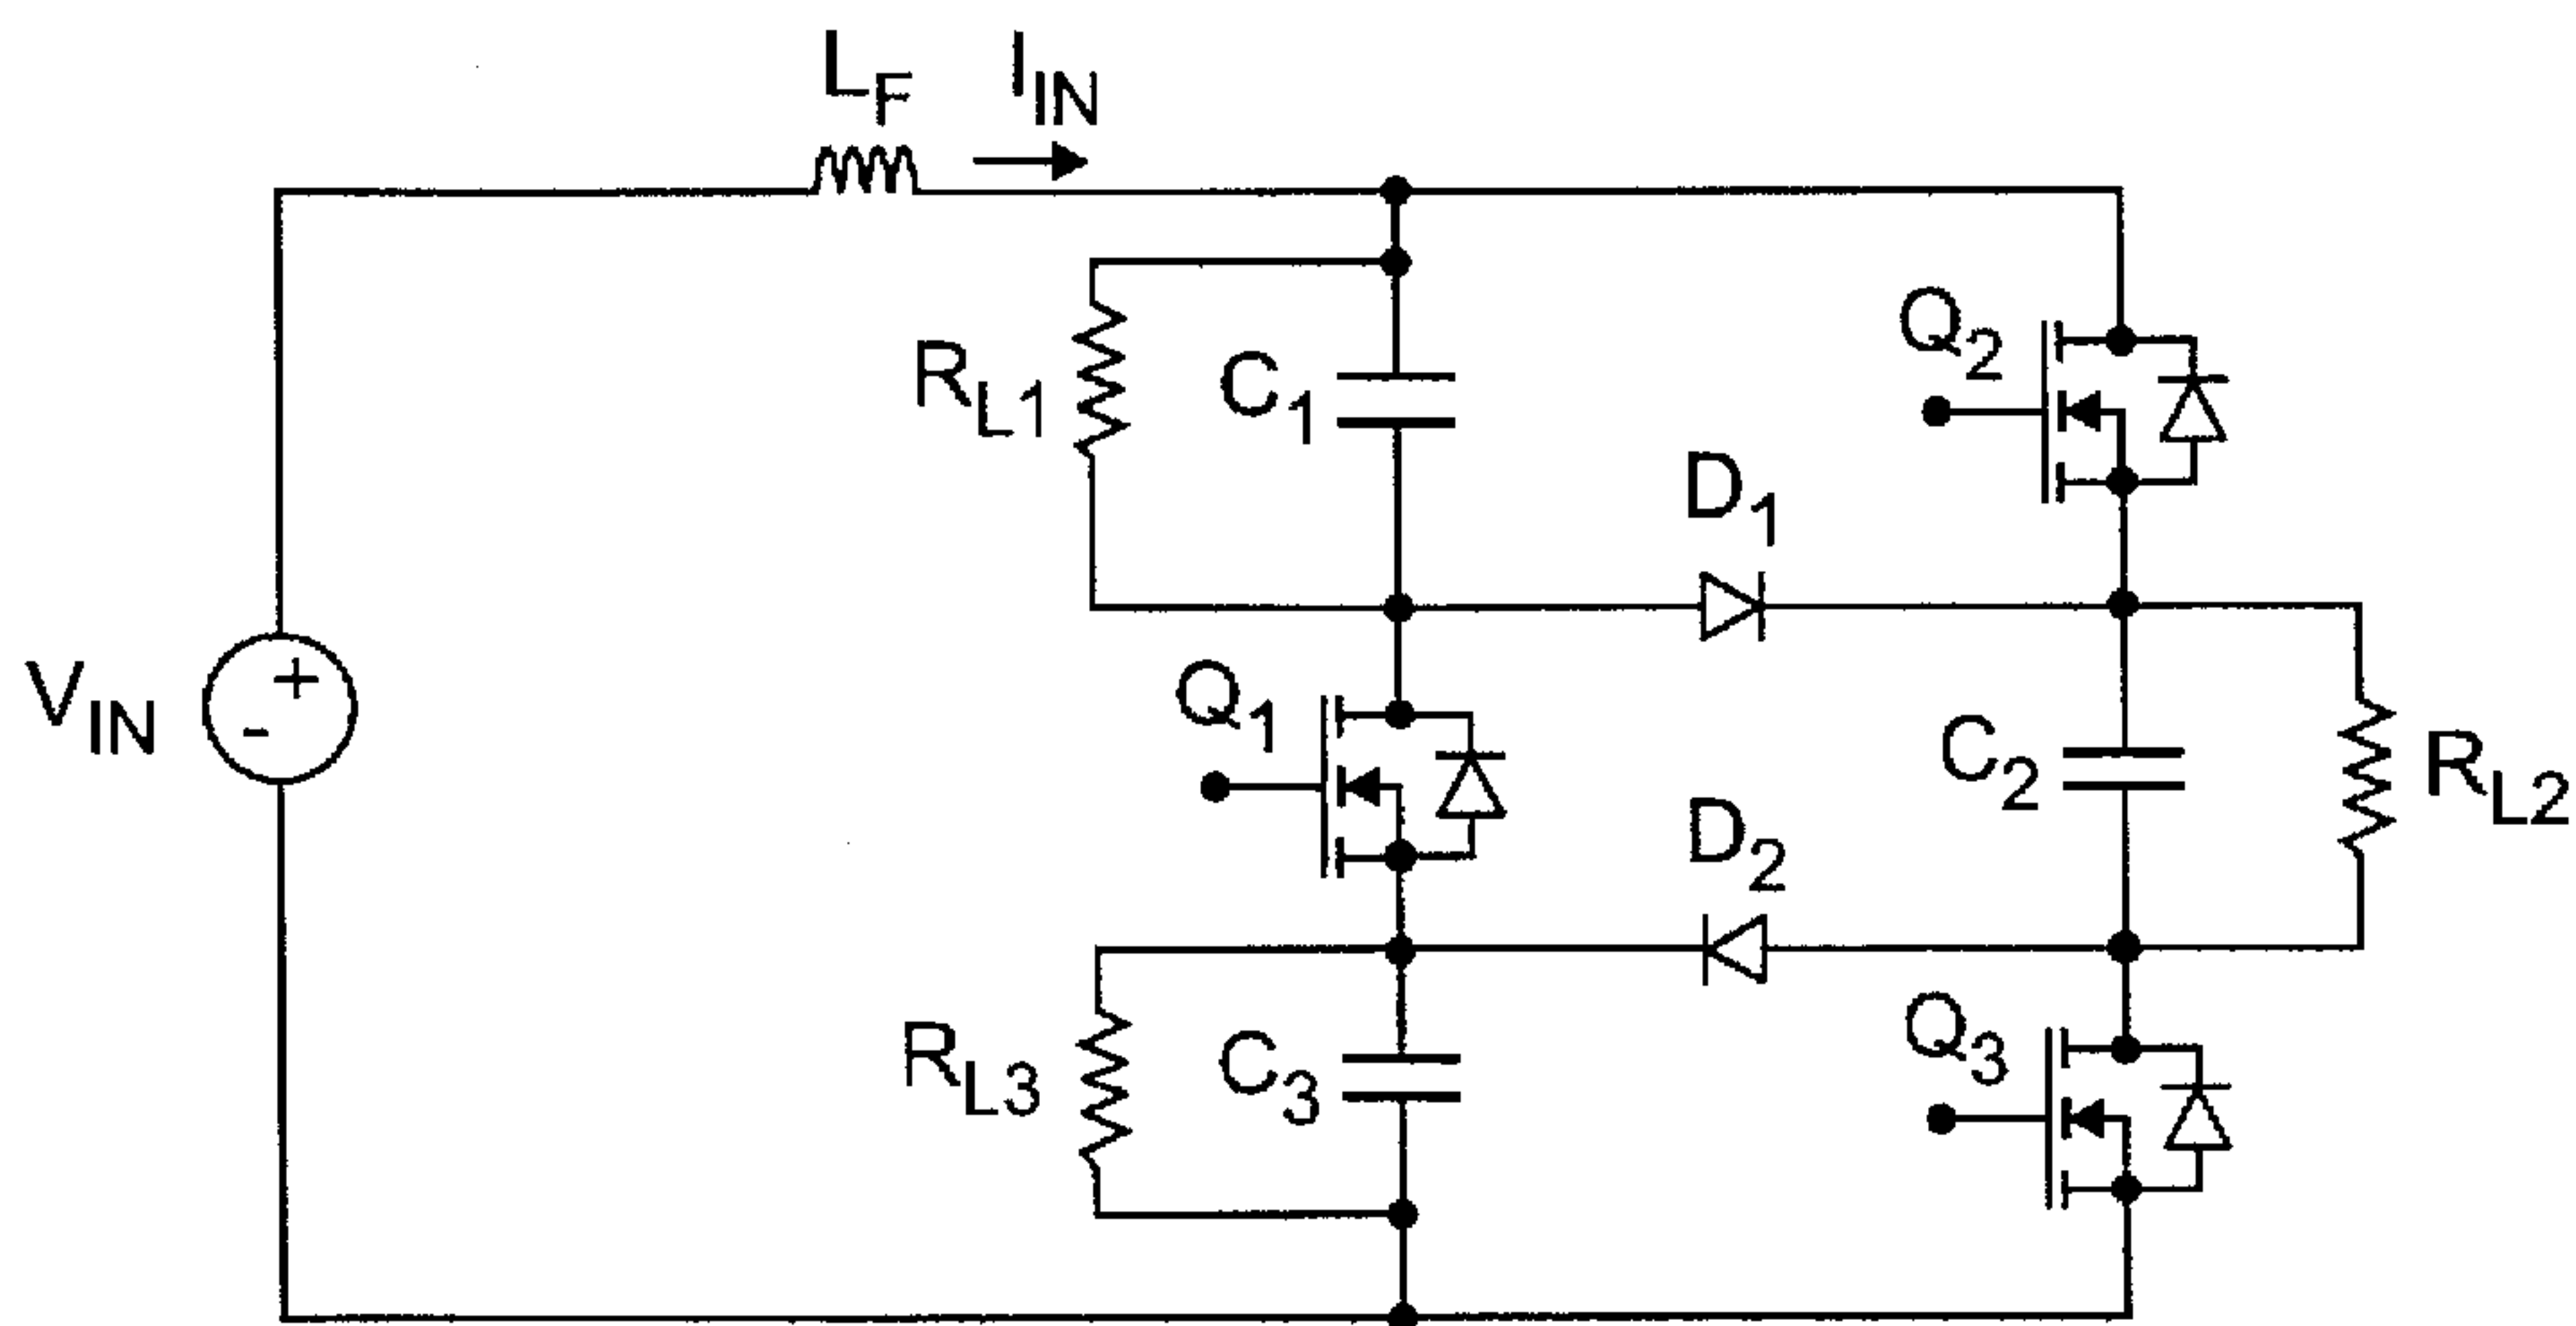 L_F I_IN
Q_2
R_L1 C_1
D_1
V_IN + -
Q_1
C_2 R_L2
D_2
Q_3
R_L3 C_3